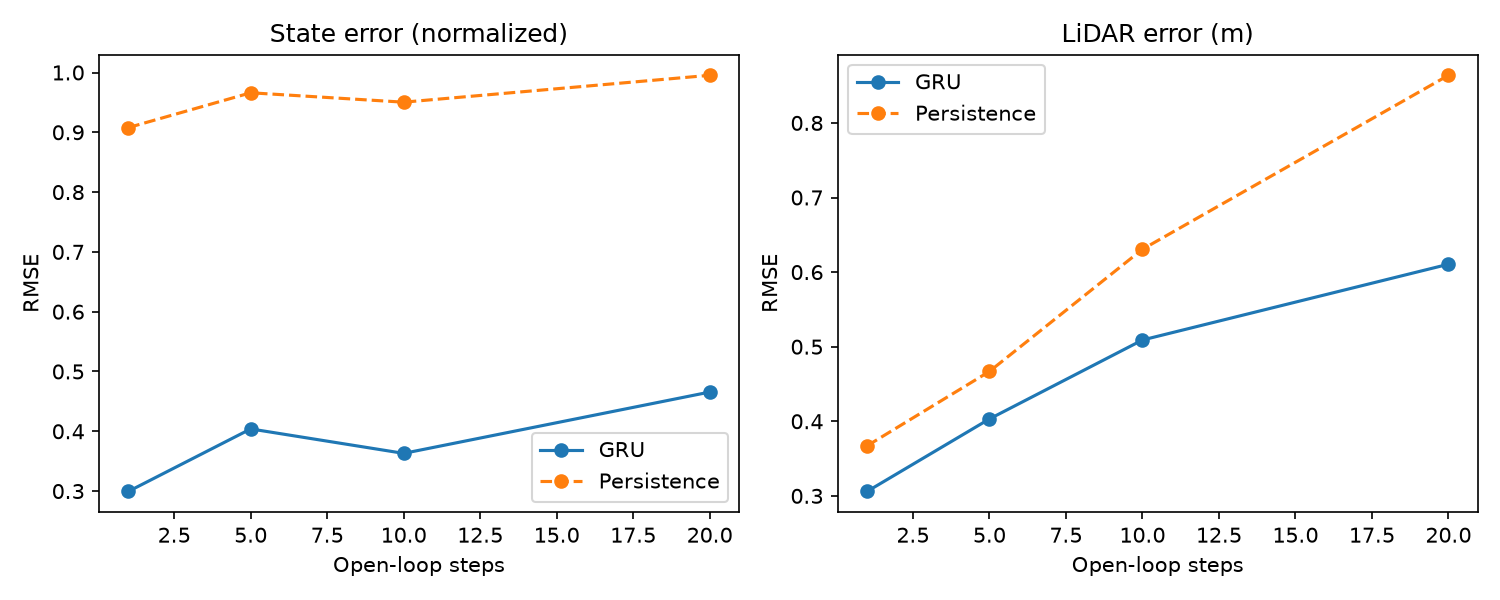 State error (normalized)
RMSE
1.0
0.9
0.8
0.7
0.6
0.5
0.4
0.3
GRU
Persistence
2.5 5.0 7.5 10.0 12.5 15.0 17.5 20.0
Open-loop steps
LiDAR error (m)
RMSE
GRU
Persistence
0.8
0.7
0.6
0.5
0.4
0.3
2.5 5.0 7.5 10.0 12.5 15.0 17.5 20.0
Open-loop steps